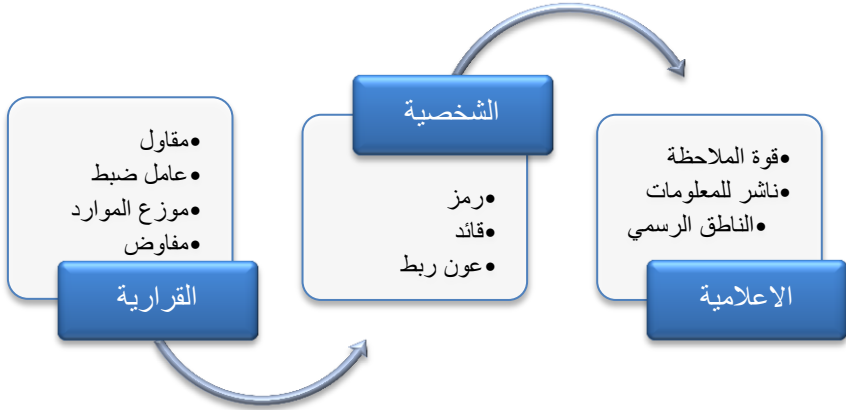 الشخصية
رمز
قائد
عون ربط
القرارية
مقاول
عامل ضبط
موزع الموارد
مفاوض
الاعلامية
قوة الملاحظة
ناشر للمعلومات
الناطق الرسمي